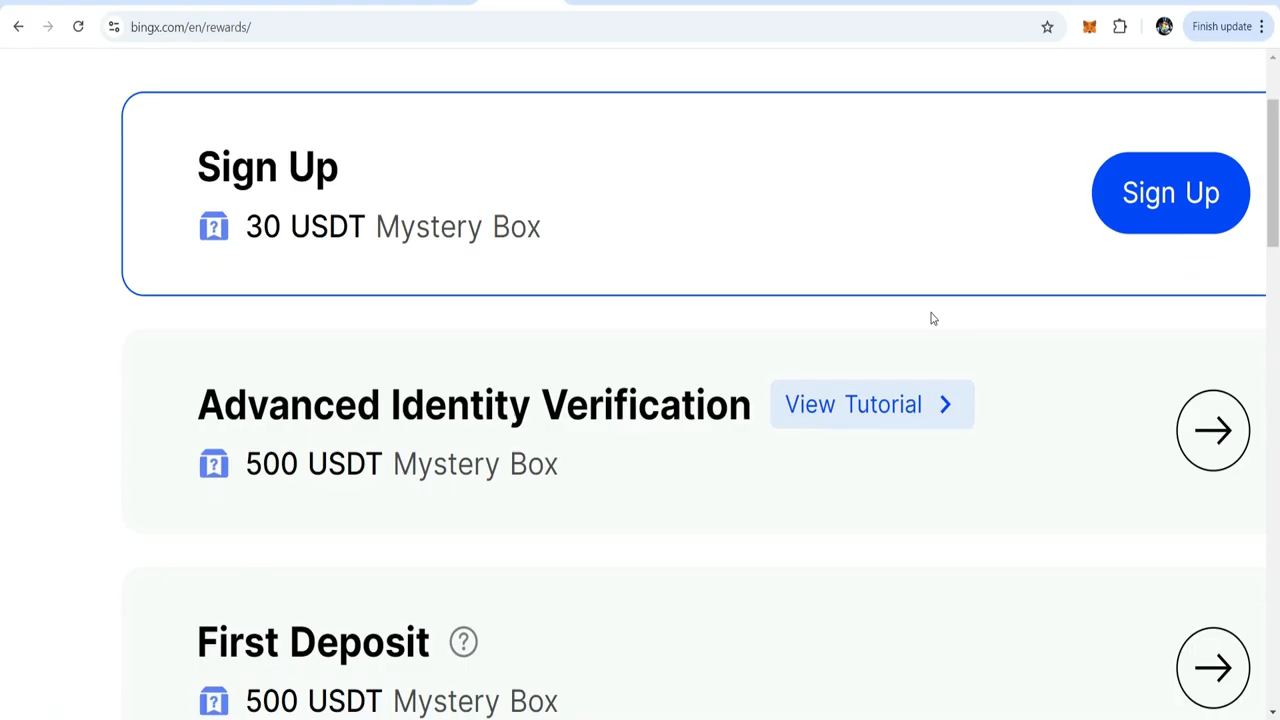 bingx.com/en/rewards/
Finish update
Sign Up
30 USDT Mystery Box
Sign Up
Advanced Identity Verification
View Tutorial
500 USDT Mystery Box
First Deposit
500 USDT Mystery Box